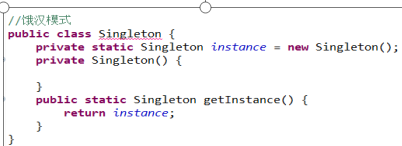 //饿汉模式
public class Singleton {
    private static Singleton instance = new Singleton();
    private Singleton() {

    }
    public static Singleton getInstance() {
        return instance;
    }
}